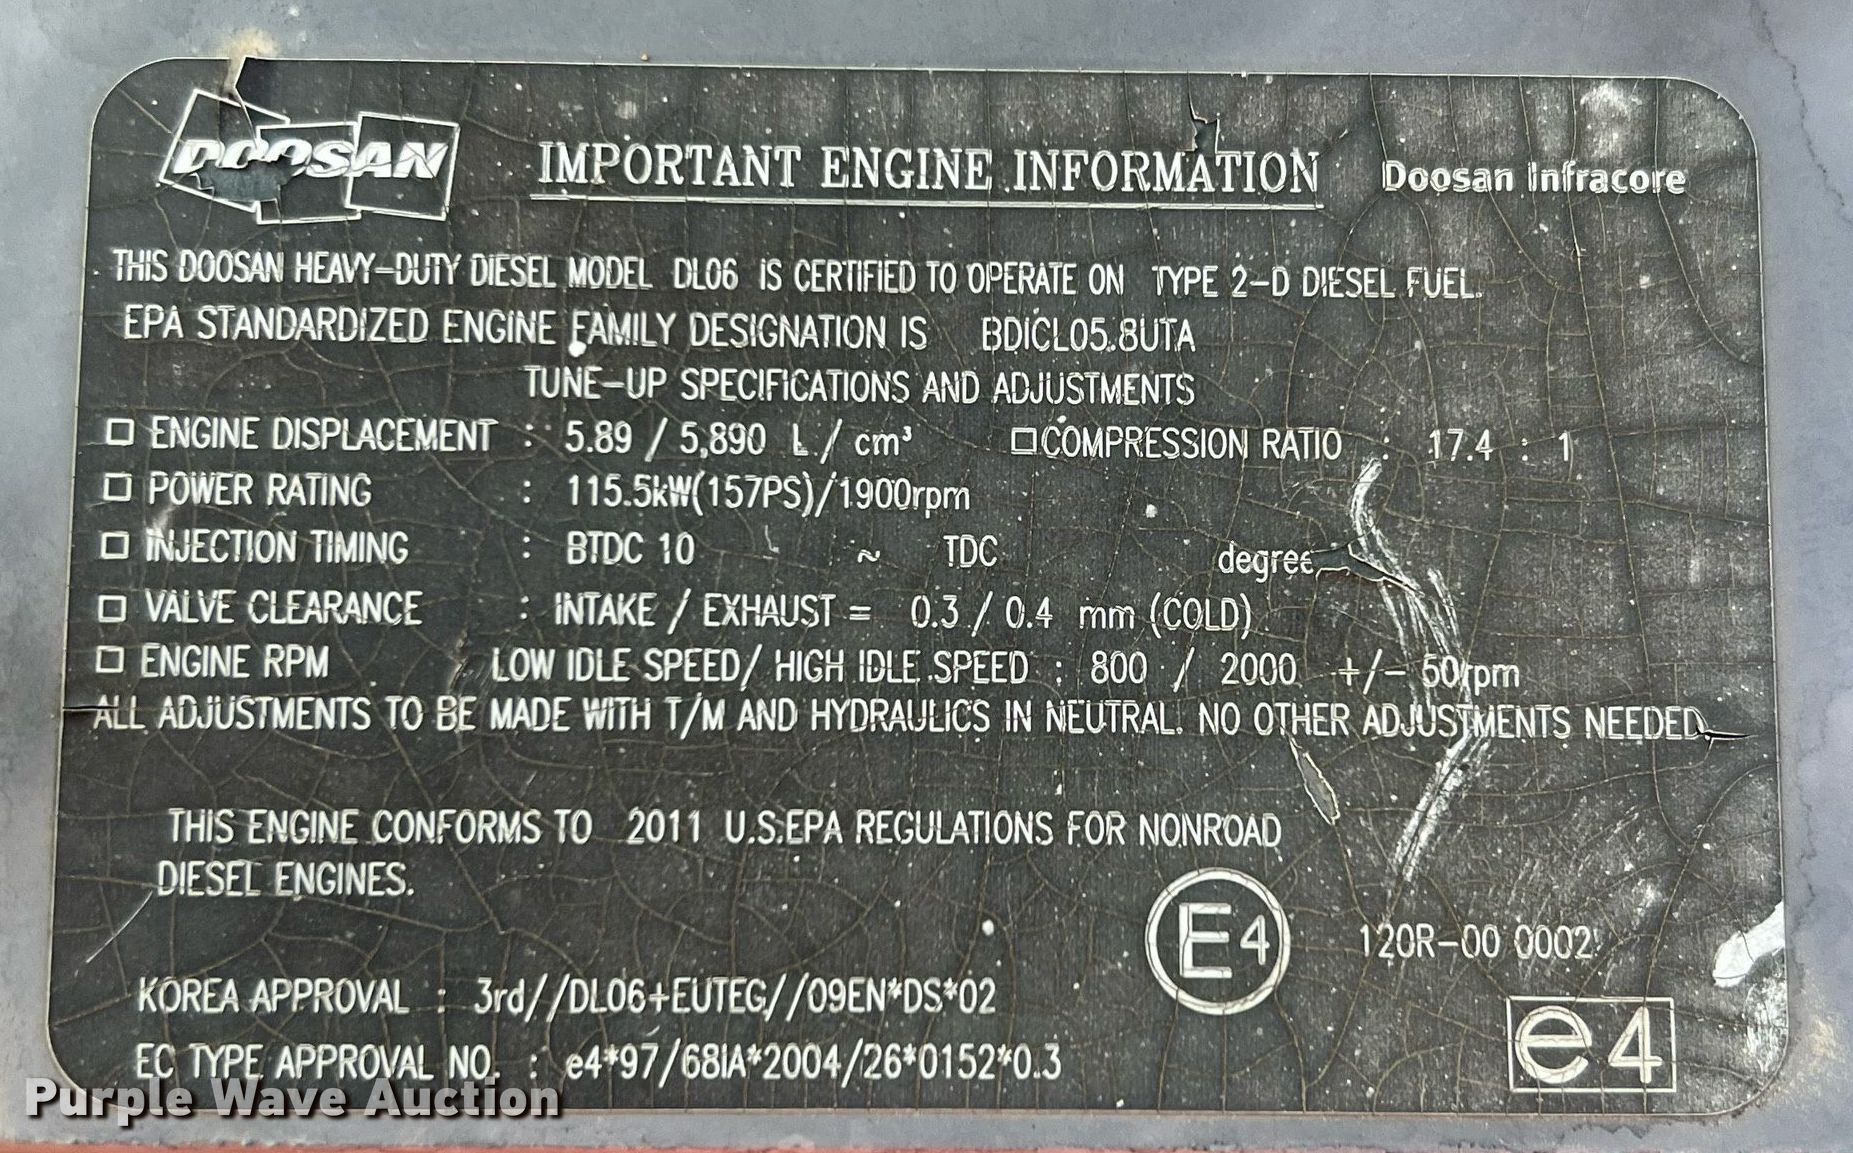 DOOSAN IMPORTANT ENGINE INFORMATION Doosan Infracore
THIS DOOSAN HEAVY-DUTY DIESEL MODEL DL06 IS CERTIFIED TO OPERATE ON TYPE 2-D DIESEL FUEL.
EPA STANDARDIZED ENGINE FAMILY DESIGNATION IS BDICL05.8UTA
TUNE-UP SPECIFICATIONS AND ADJUSTMENTS
□ ENGINE DISPLACEMENT : 5.89 / 5,890 L / cm³ □ COMPRESSION RATIO : 17.4 : 1
□ POWER RATING : 115.5kW(157PS)/1900rpm
□ INJECTION TIMING : BTDC 10 ~ TDC degree
□ VALVE CLEARANCE : INTAKE / EXHAUST = 0.3 / 0.4 mm (COLD)
□ ENGINE RPM LOW IDLE SPEED/ HIGH IDLE SPEED : 800 / 2000 +/- 50rpm
ALL ADJUSTMENTS TO BE MADE WITH T/M AND HYDRAULICS IN NEUTRAL. NO OTHER ADJUSTMENTS NEEDED.
THIS ENGINE CONFORMS TO 2011 U.S.EPA REGULATIONS FOR NONROAD
DIESEL ENGINES.
E4 120R-00 0002
KOREA APPROVAL : 3rd//DL06+EUTEG//09EN*DS*02
e4
EC TYPE APPROVAL NO. : e4*97/68IA*2004/26*0152*0.3
Purple Wave Auction